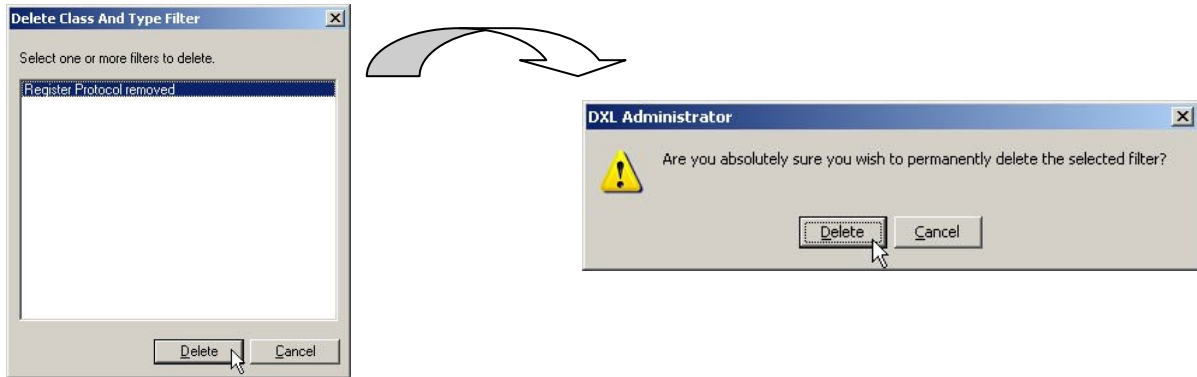 Delete Class And Type Filter
Select one or more filters to delete.
Register Protocol removed
Delete
Cancel
DXL Administrator
Are you absolutely sure you wish to permanently delete the selected filter?
Delete
Cancel